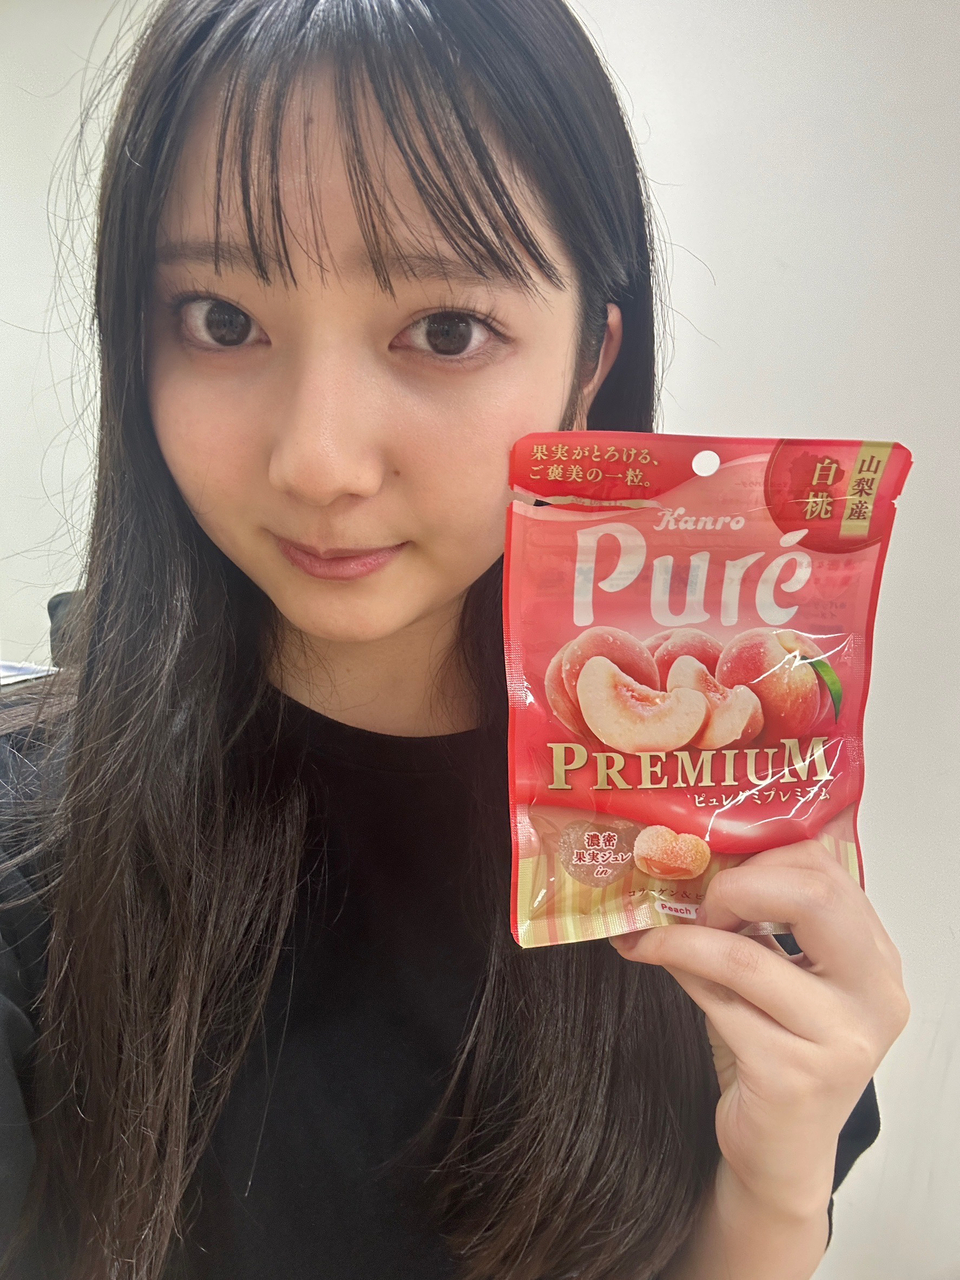 果実がとろける、
ご褒美の一粒。
山梨産
白桃
Kanro
Puré
PREMIUM
ピュレグミプレミアム
濃密
果実ジュレ
in
Peach